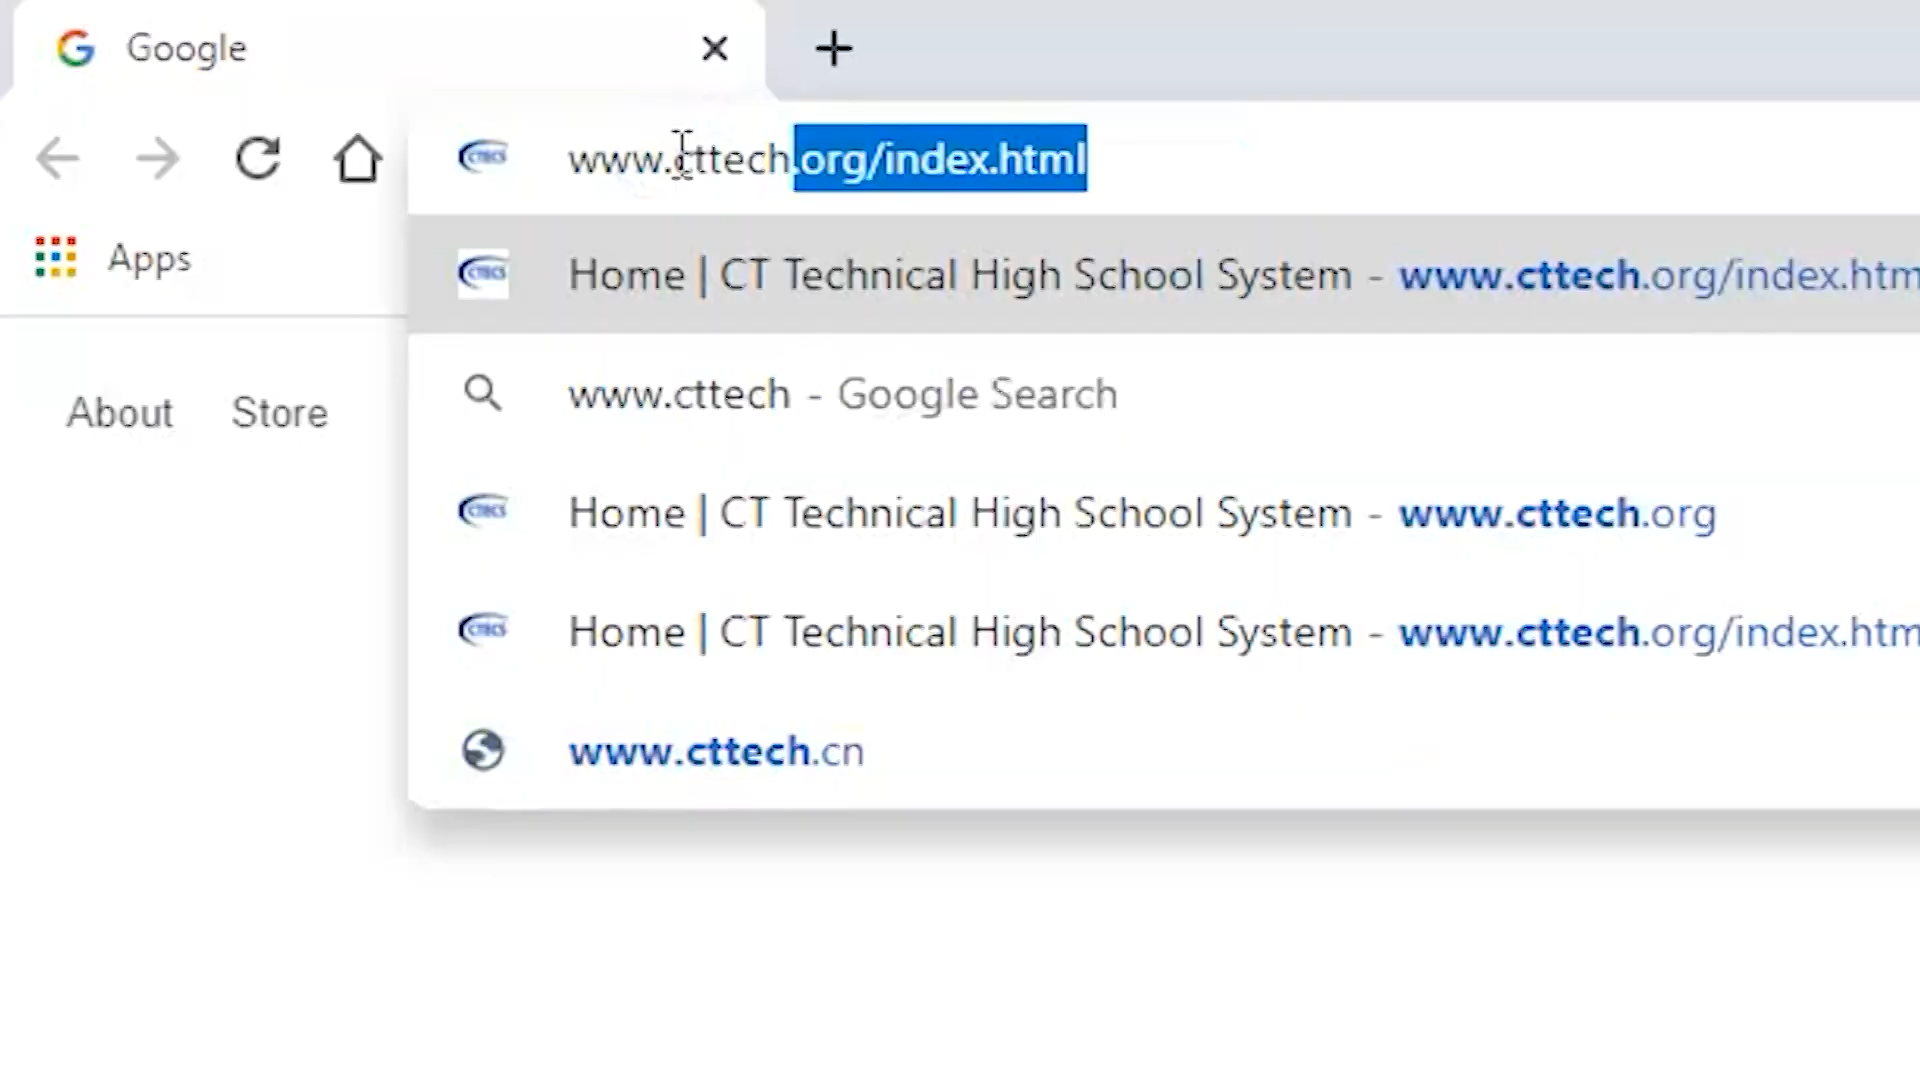 Google
www.cttech.org/index.html
Apps
Home | CT Technical High School System - www.cttech.org/index.htm
About Store
www.cttech - Google Search
Home | CT Technical High School System - www.cttech.org
Home | CT Technical High School System - www.cttech.org/index.htm
www.cttech.cn